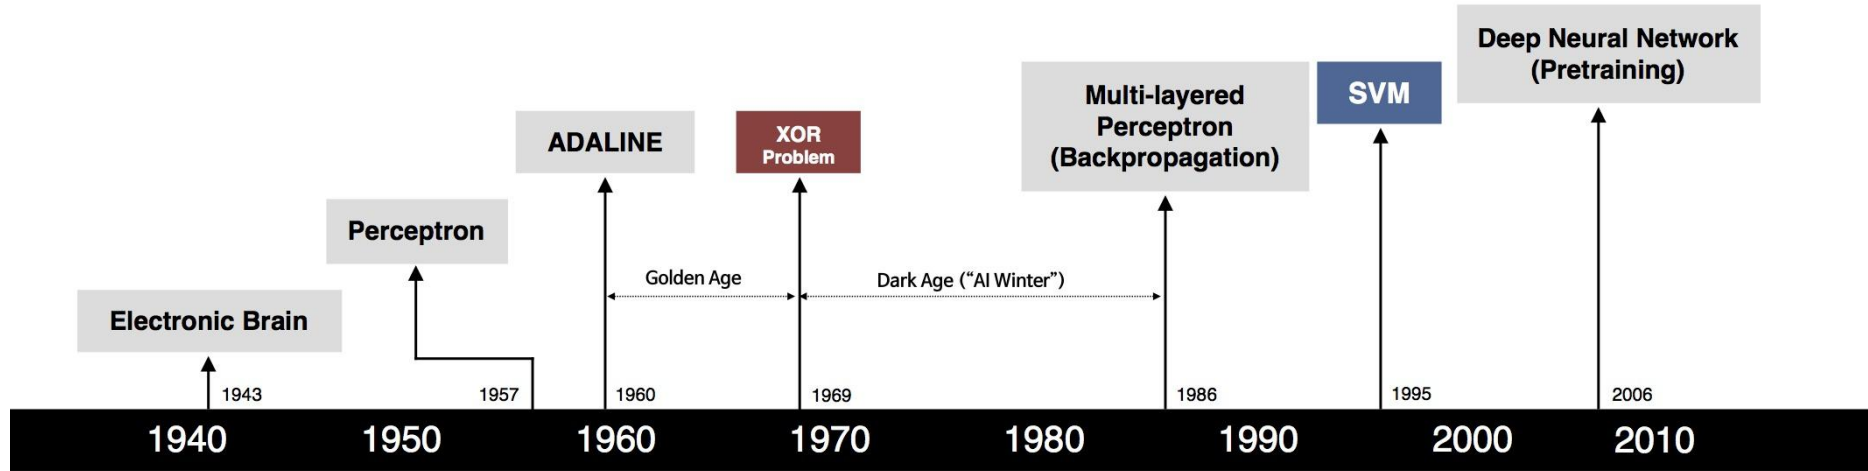 Deep Neural Network
(Pretraining)
Multi-layered
Perceptron
(Backpropagation)
SVM
ADALINE
XOR
Problem
Perceptron
Golden Age
Dark Age (“AI Winter”)
Electronic Brain
1943
1957
1960
1969
1986
1995
2006
1940
1950
1960
1970
1980
1990
2000
2010